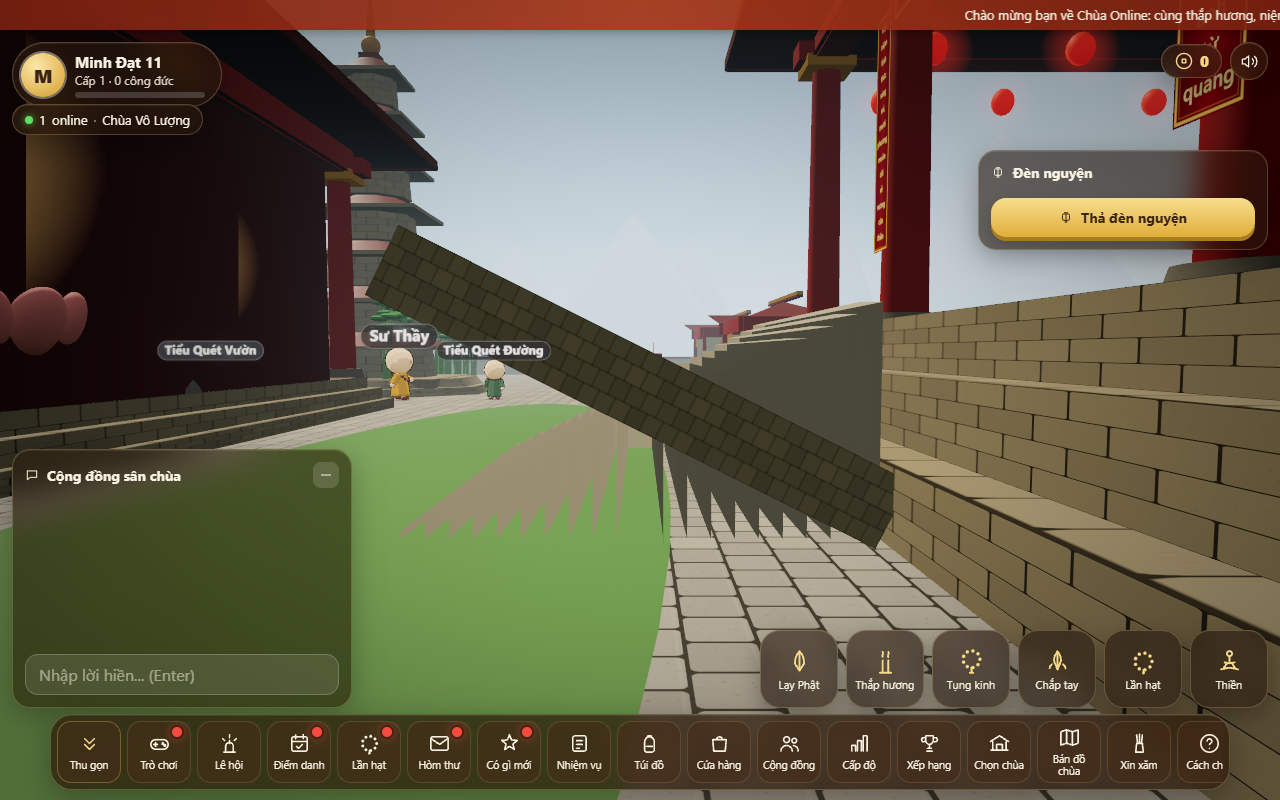 Chào mừng bạn về Chùa Online: cùng thắp hương,
M
Minh Đạt 11
Cấp 1 · 0 công đức
1 online · Chùa Vô Lượng
0
quang
Đèn nguyện
Thả đèn nguyện
Sư Thầy
Tiểu Quét Vườn
Tiểu Quét Đường
Cộng đồng sân chùa
Nhập lời hiền... (Enter)
Lạy Phật
Thắp hương
Tụng kinh
Chắp tay
Lần hạt
Thiền
Thu gọn
Trò chơi
Lễ hội
Điểm danh
Lần hạt
Hòm thư
Có gì mới
Nhiệm vụ
Túi đồ
Cửa hàng
Cộng đồng
Cấp độ
Xếp hạng
Chọn chùa
Bản đồ
chùa
Xin xăm
Cách ch